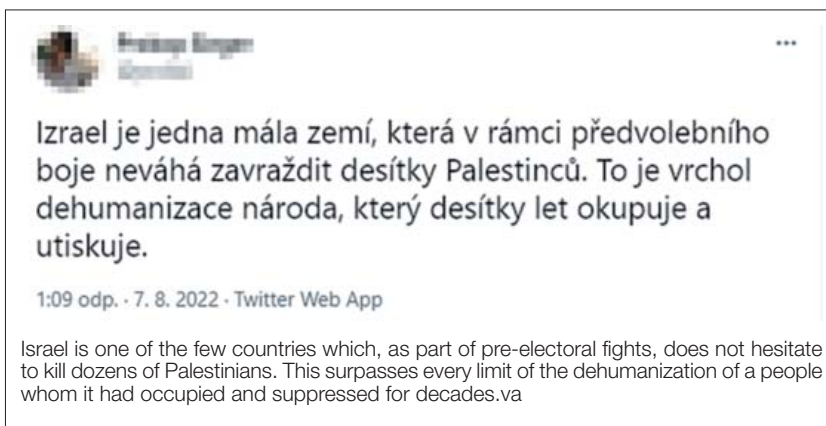 Izrael je jedna mála zemí, která v rámci předvolebního
boje neváhá zavraždit desítky Palestinců. To je vrchol
dehumanizace národa, který desítky let okupuje a
utiskuje.
1:09 odp. · 7. 8. 2022 · Twitter Web App
Israel is one of the few countries which, as part of pre-electoral fights, does not hesitate
to kill dozens of Palestinians. This surpasses every limit of the dehumanization of a people
whom it had occupied and suppressed for decades.va